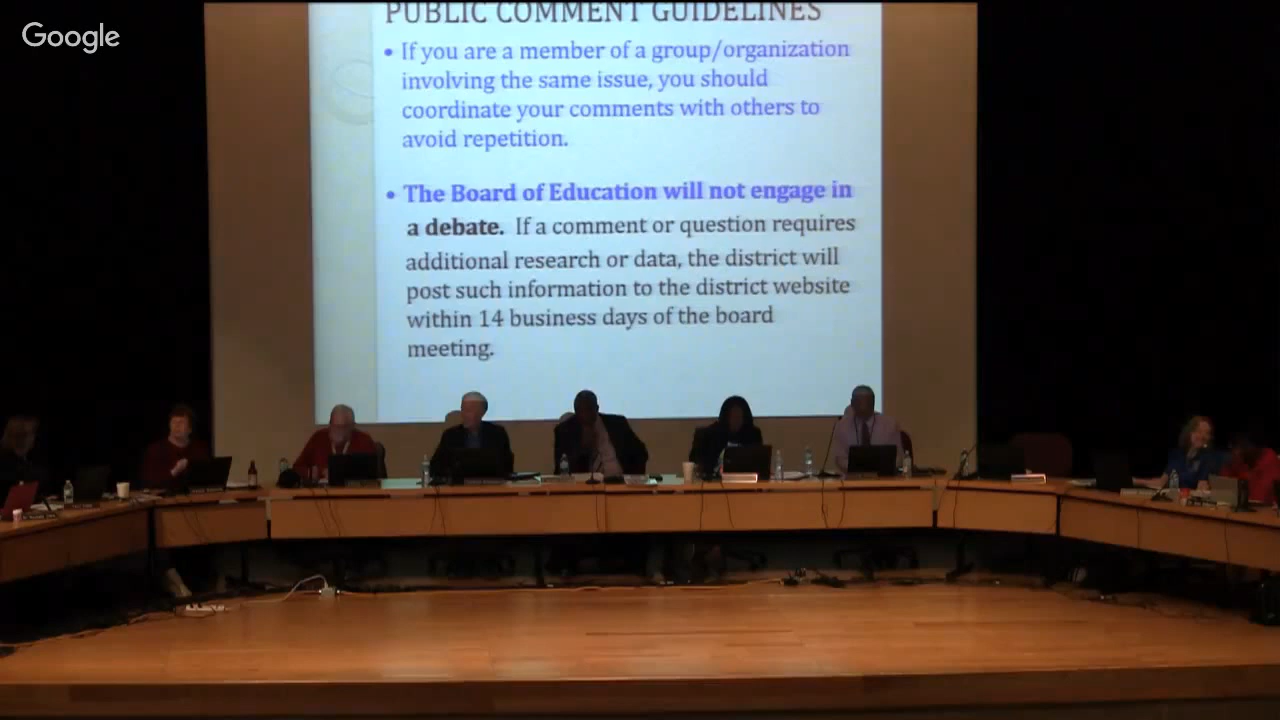 Google
PUBLIC COMMENT GUIDELINES
• If you are a member of a group/organization
involving the same issue, you should
coordinate your comments with others to
avoid repetition.
• The Board of Education will not engage in
a debate. If a comment or question requires
additional research or data, the district will
post such information to the district website
within 14 business days of the board
meeting.